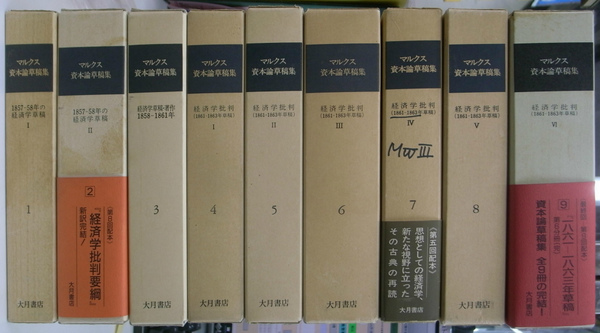 マルクス
資本論草稿集
1857-58年の
経済学草稿
I
1
マルクス
資本論草稿集
1857-58年の
経済学草稿
II
2
〈第8回配本〉
『経済学批判要綱』
新訳完結!
大月書店
マルクス
資本論草稿集
経済学草稿・著作
1858-1861年
3
大月書店
マルクス
資本論草稿集
経済学批判
(1861-1863年草稿)
I
4
大月書店
マルクス
資本論草稿集
経済学批判
(1861-1863年草稿)
II
5
大月書店
マルクス
資本論草稿集
経済学批判
(1861-1863年草稿)
III
6
大月書店
マルクス
資本論草稿集
経済学批判
(1861-1863年草稿)
IV
MwIII
7
〈第五回配本〉
思想としての経済学、
新たな視野に立った
その古典の再読
大月書店
マルクス
資本論草稿集
経済学批判
(1861-1863年草稿)
V
8
大月書店
マルクス
資本論草稿集
経済学批判
(1861-1863年草稿)
VI
9
『一八六一―一八六三年草稿』
資本論草稿集 全9冊の完結!
大月書店